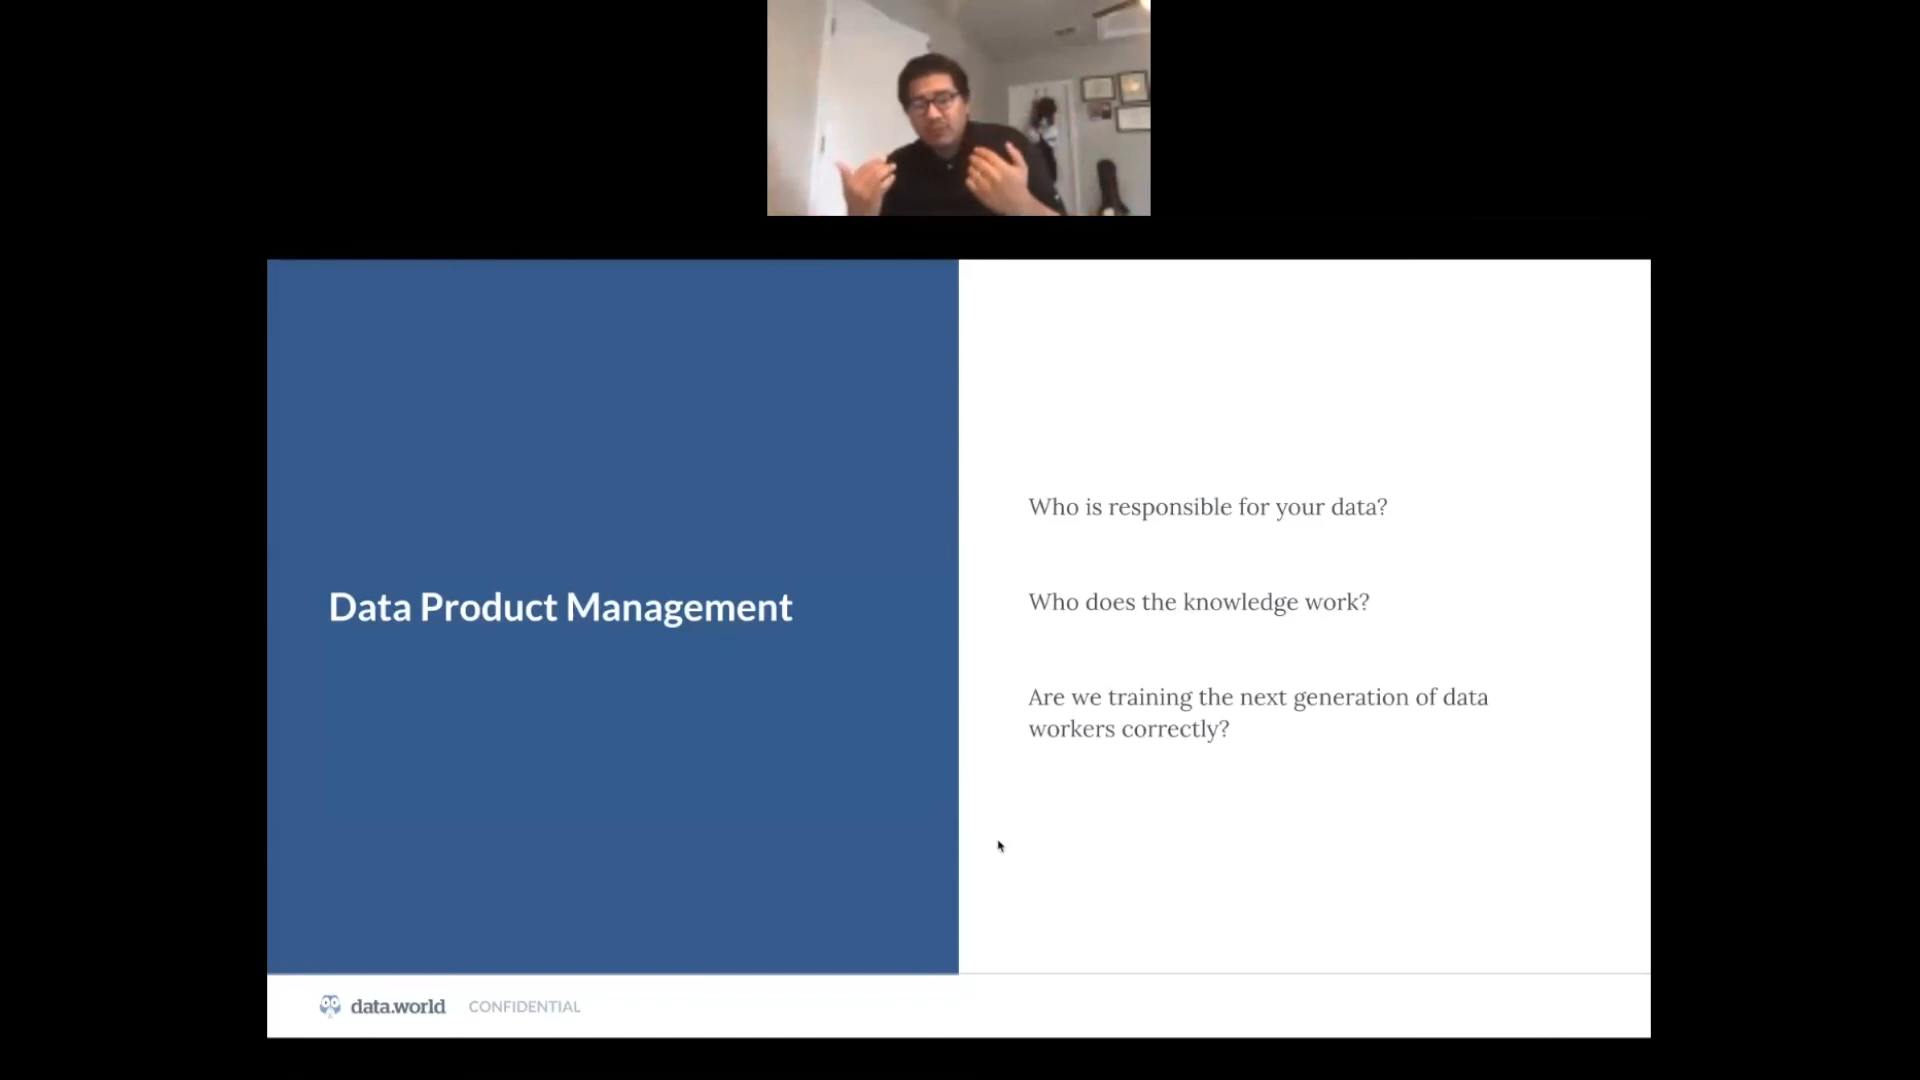 Data Product Management
Who is responsible for your data?
Who does the knowledge work?
Are we training the next generation of data
workers correctly?
data.world CONFIDENTIAL